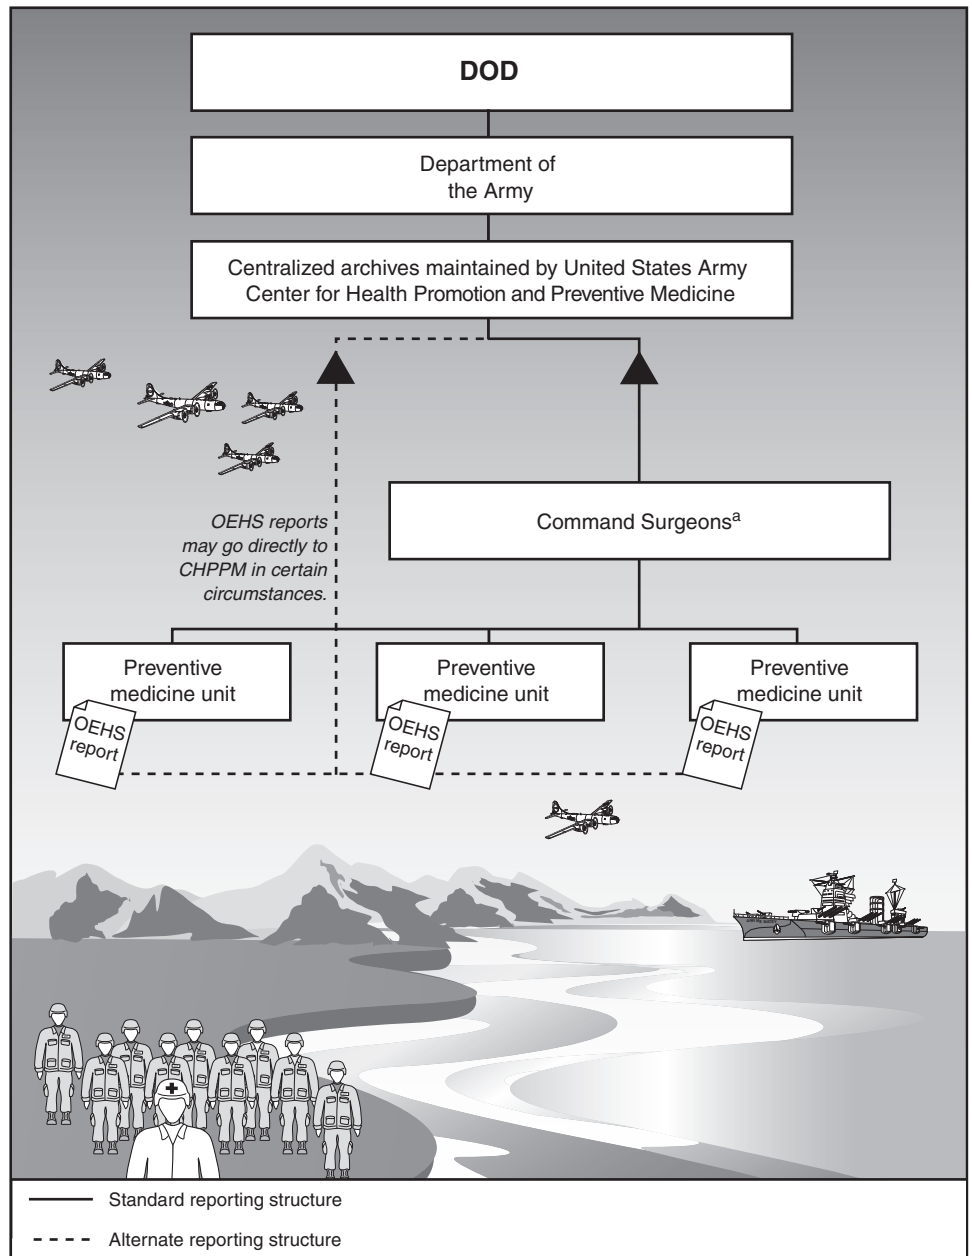 DOD
Department of
the Army
Centralized archives maintained by United States Army
Center for Health Promotion and Preventive Medicine
OEHS reports
may go directly to
CHPPM in certain
circumstances.
Command Surgeonsᵃ
Preventive
medicine unit
OEHS
report
Preventive
medicine unit
OEHS
report
Preventive
medicine unit
OEHS
report
Standard reporting structure
Alternate reporting structure